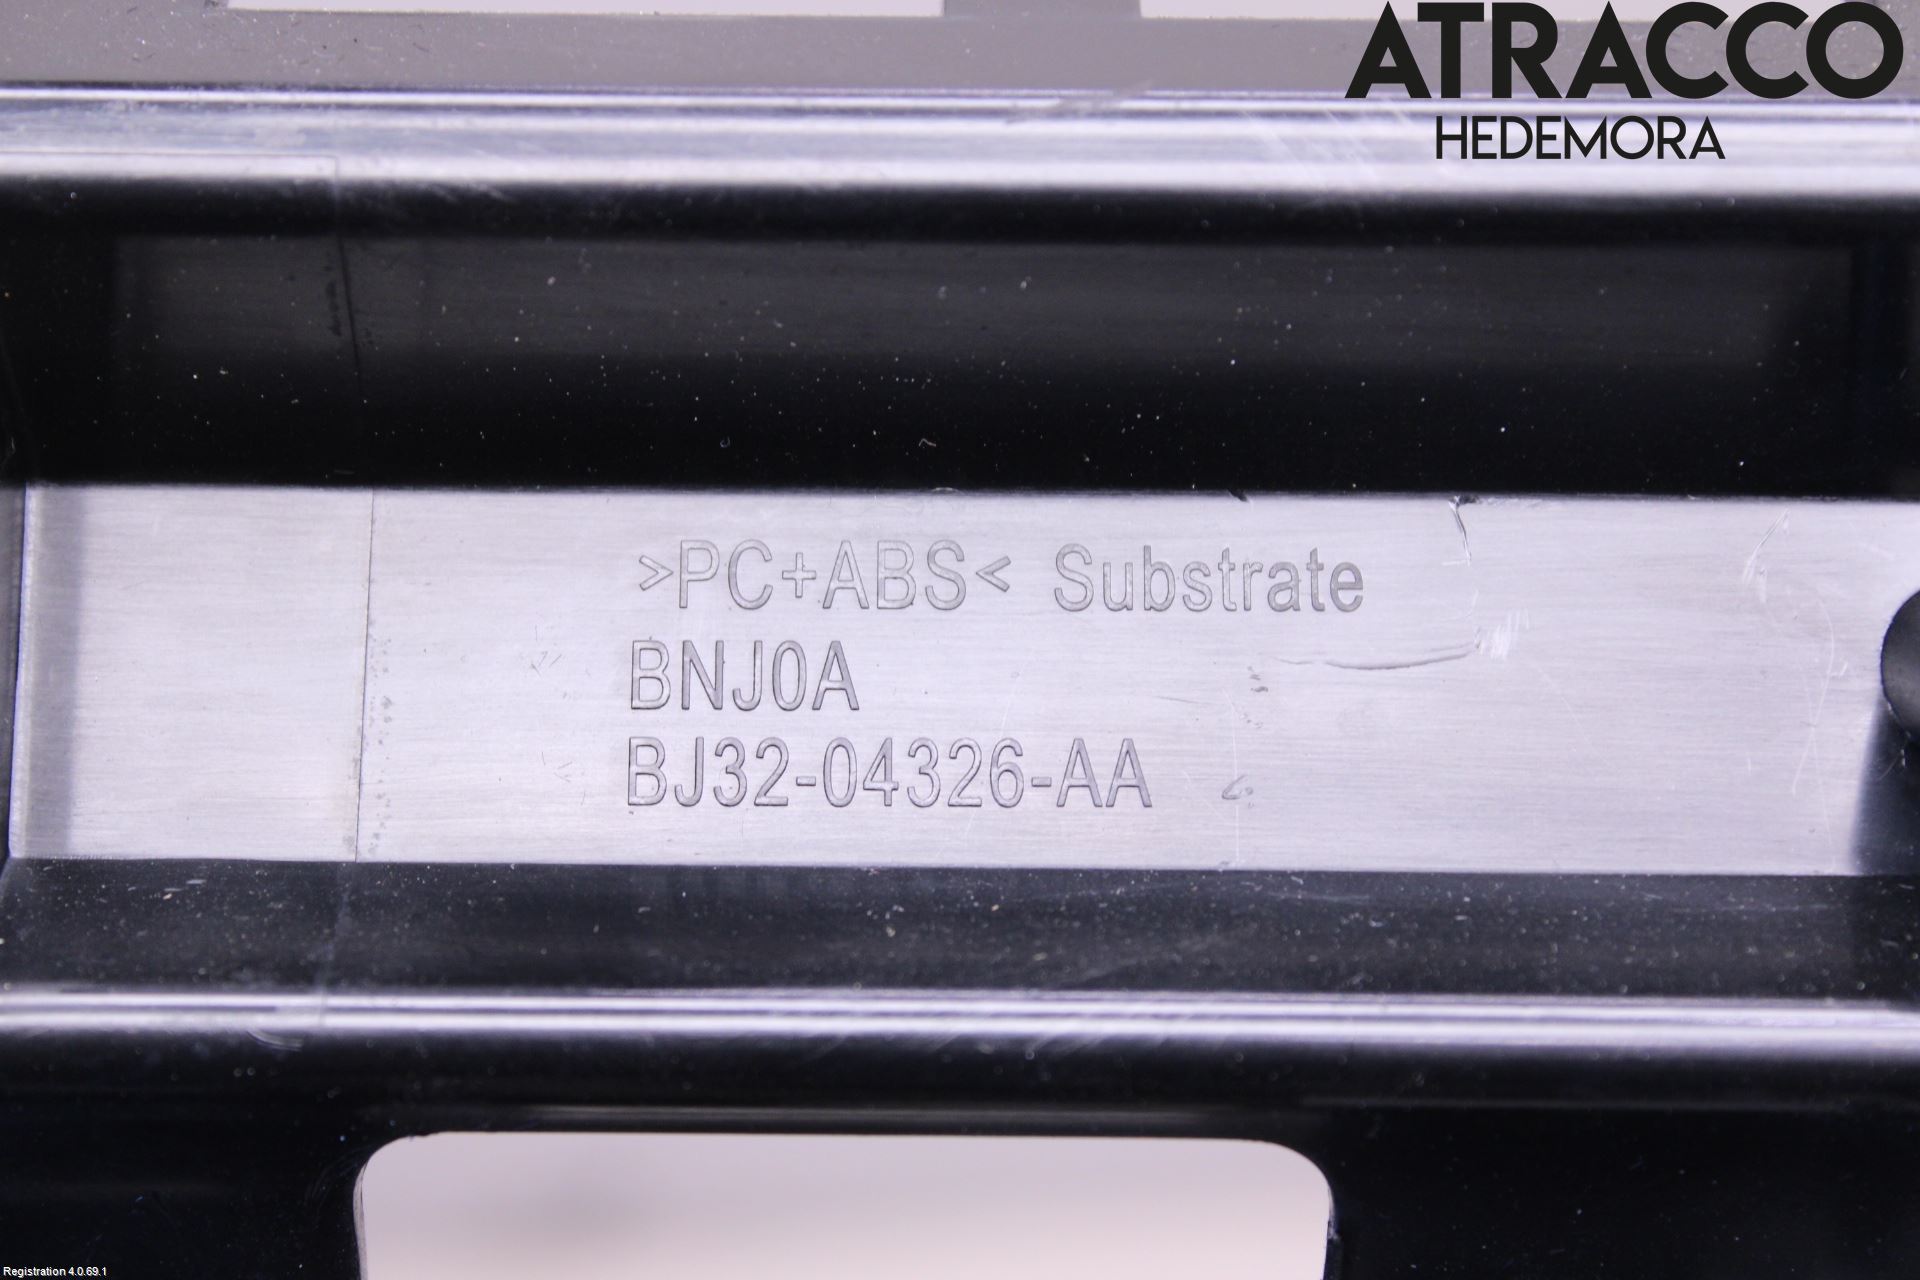 ATRACCO
HEDEMORA
>PC+ABS< Substrate
BNJ0A
BJ32-04326-AA
Registration 4.0.69.1